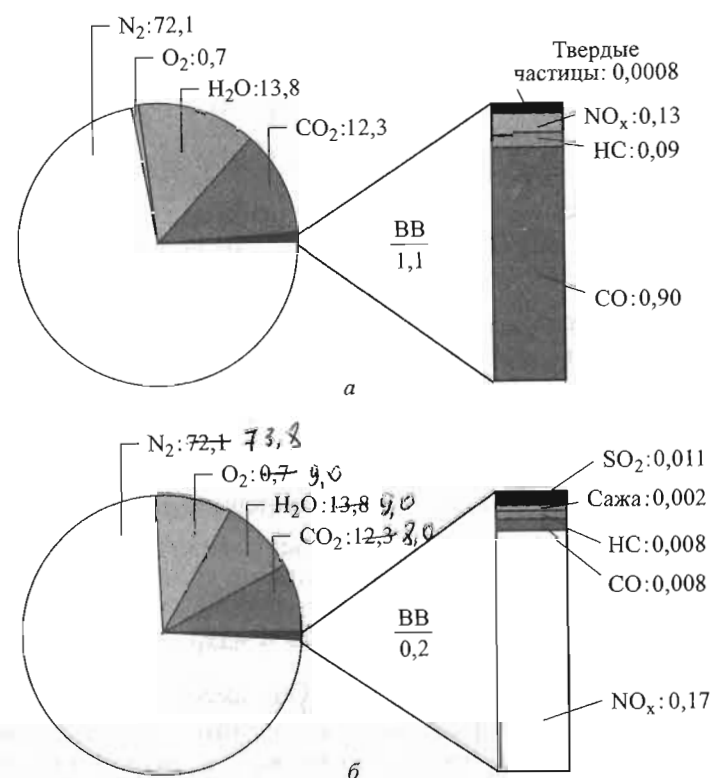 N₂:72,1
O₂:0,7
H₂O:13,8
CO₂:12,3
Твердые
частицы: 0,0008
NOₓ:0,13
HC:0,09
ВВ
1,1
CO:0,90
а
N₂:72,1 73,8
O₂:0,7 9,0
H₂O:13,8 9,0
CO₂:12,3 8,0
SO₂:0,011
Сажа:0,002
HC:0,008
CO:0,008
ВВ
0,2
NOₓ:0,17
б